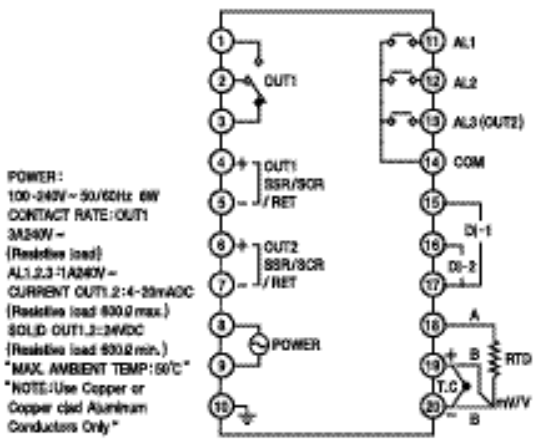 1
2
OUT1
3
4
+
OUT1
SSR/SCR
5
-
/ RET
6
+
OUT2
SSR/SCR
7
-
/ RET
8
POWER
9
10
11
AL1
12
AL2
13
AL3 (OUT2)
14
COM
15
DI-1
16
DI-2
17
18
A
RTD
19
+
B
T.C
mV/V
20
-
B
POWER:
100-240V~50/60Hz 6W
CONTACT RATE:OUT1
3A240V~
(Resistive load)
AL1,2,3:1A240V~
CURRENT OUT1.2:4-20mADC
(Resistive load 600Ω max.)
SOLID OUT1.2:24VDC
(Resistive load 600Ω min.)
*MAX. AMBIENT TEMP:50℃*
*NOTE:Use Copper or
Copper clad Aluminum
Conductors Only*